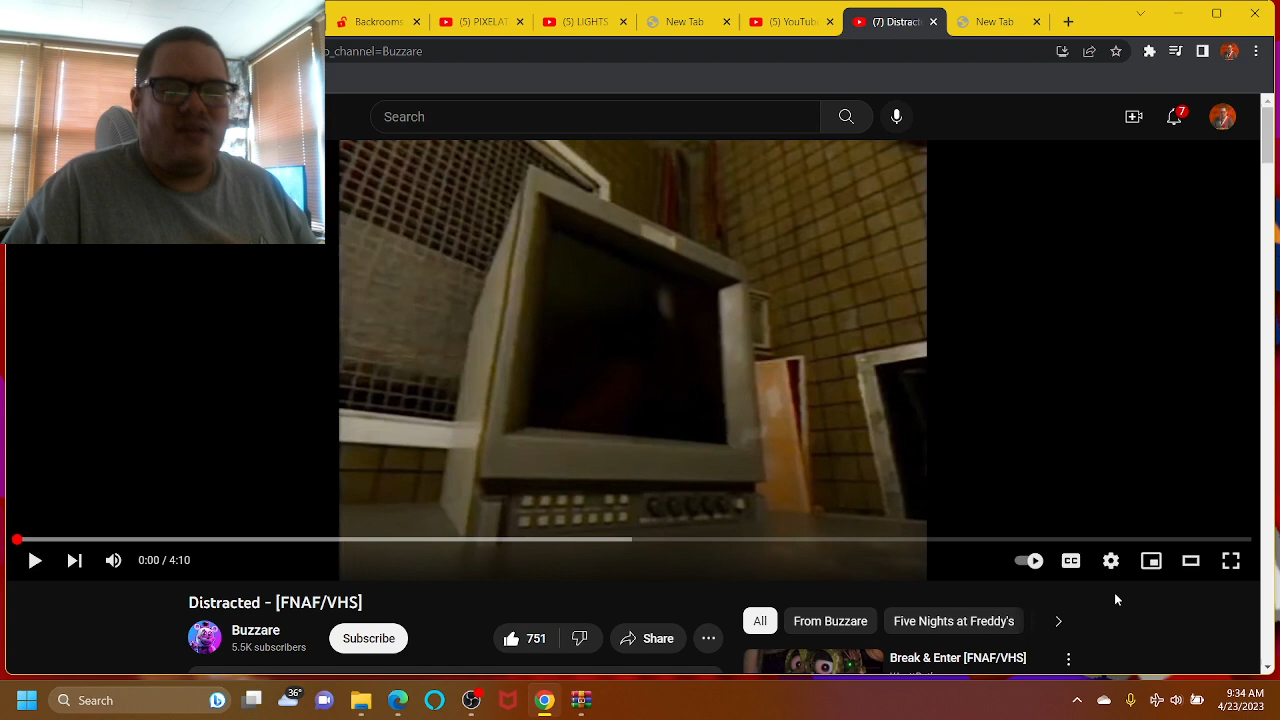 Backrooms
(5) PIXELAT
(5) LIGHTS
New Tab
(5) YouTub
(7) Distract
New Tab
o_channel=Buzzare
Search
7
0:00 / 4:10
CC
Distracted - [FNAF/VHS]
Buzzare
5.5K subscribers
Subscribe
751
Share
All
From Buzzare
Five Nights at Freddy's
Break & Enter [FNAF/VHS]
Search
36°
9:34 AM
4/23/2023